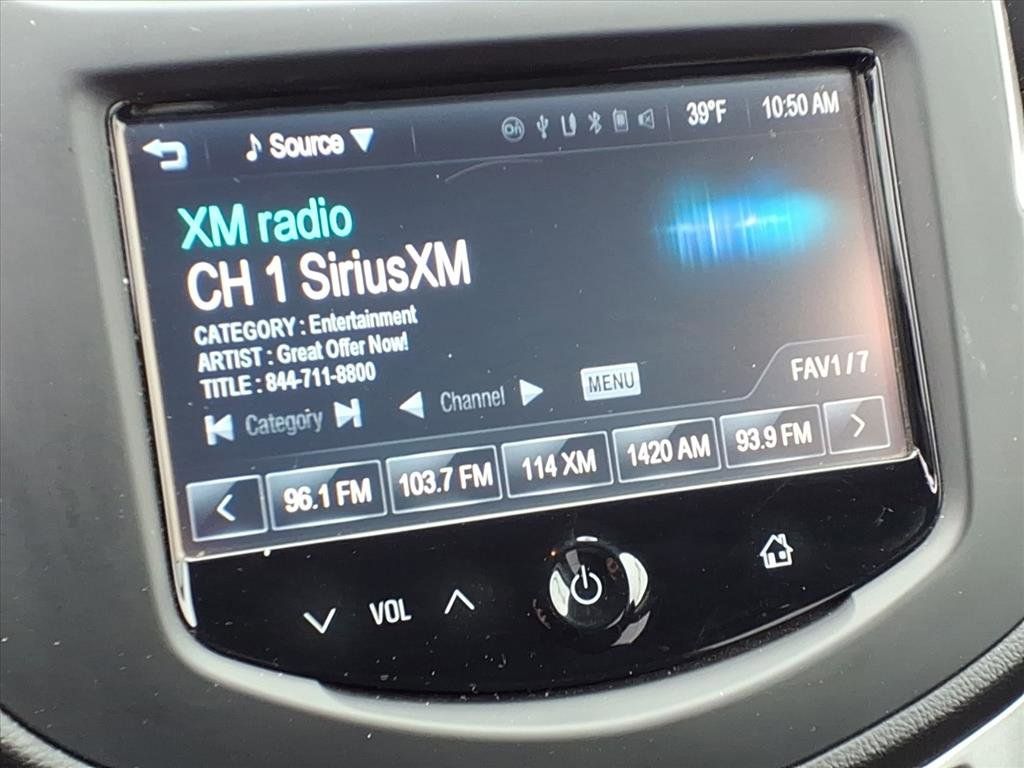 Source 39°F 10:50 AM
XM radio
CH 1 SiriusXM
CATEGORY : Entertainment
ARTIST : Great Offer Now!
TITLE : 844-711-8800
Category Channel MENU FAV1 / 7
96.1 FM 103.7 FM 114 XM 1420 AM 93.9 FM
VOL